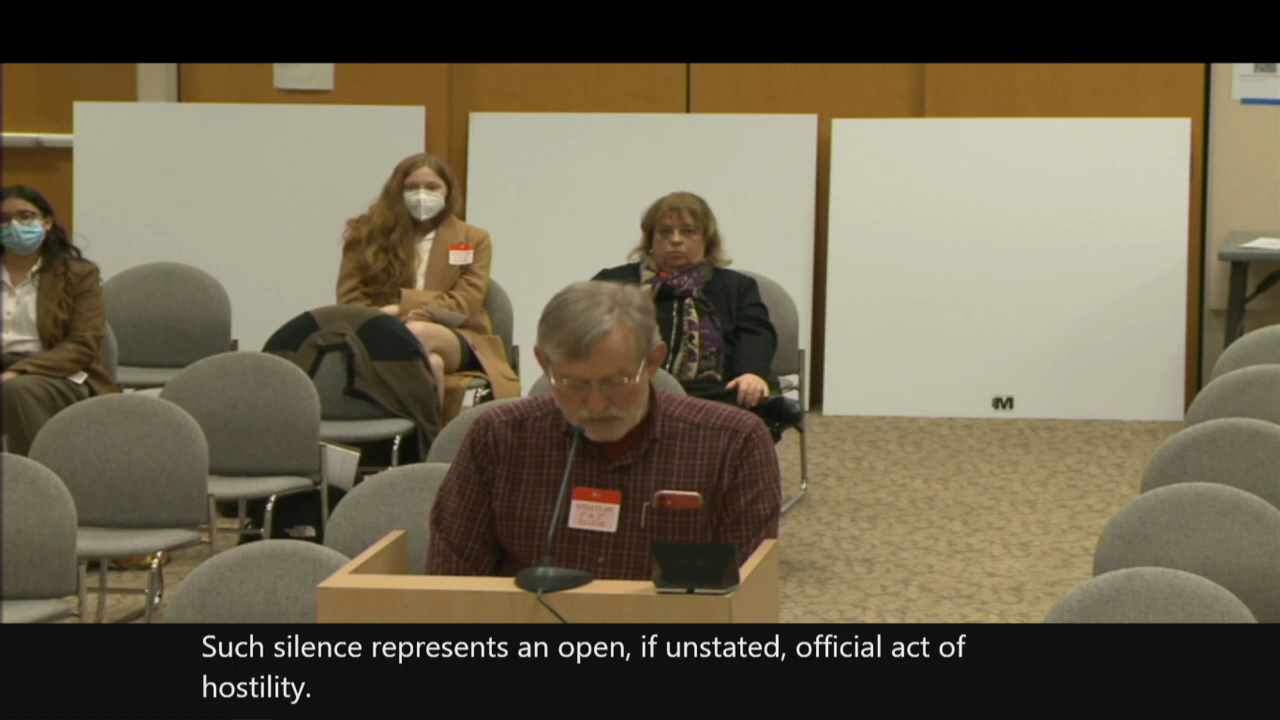 Such silence represents an open, if unstated, official act of
hostility.